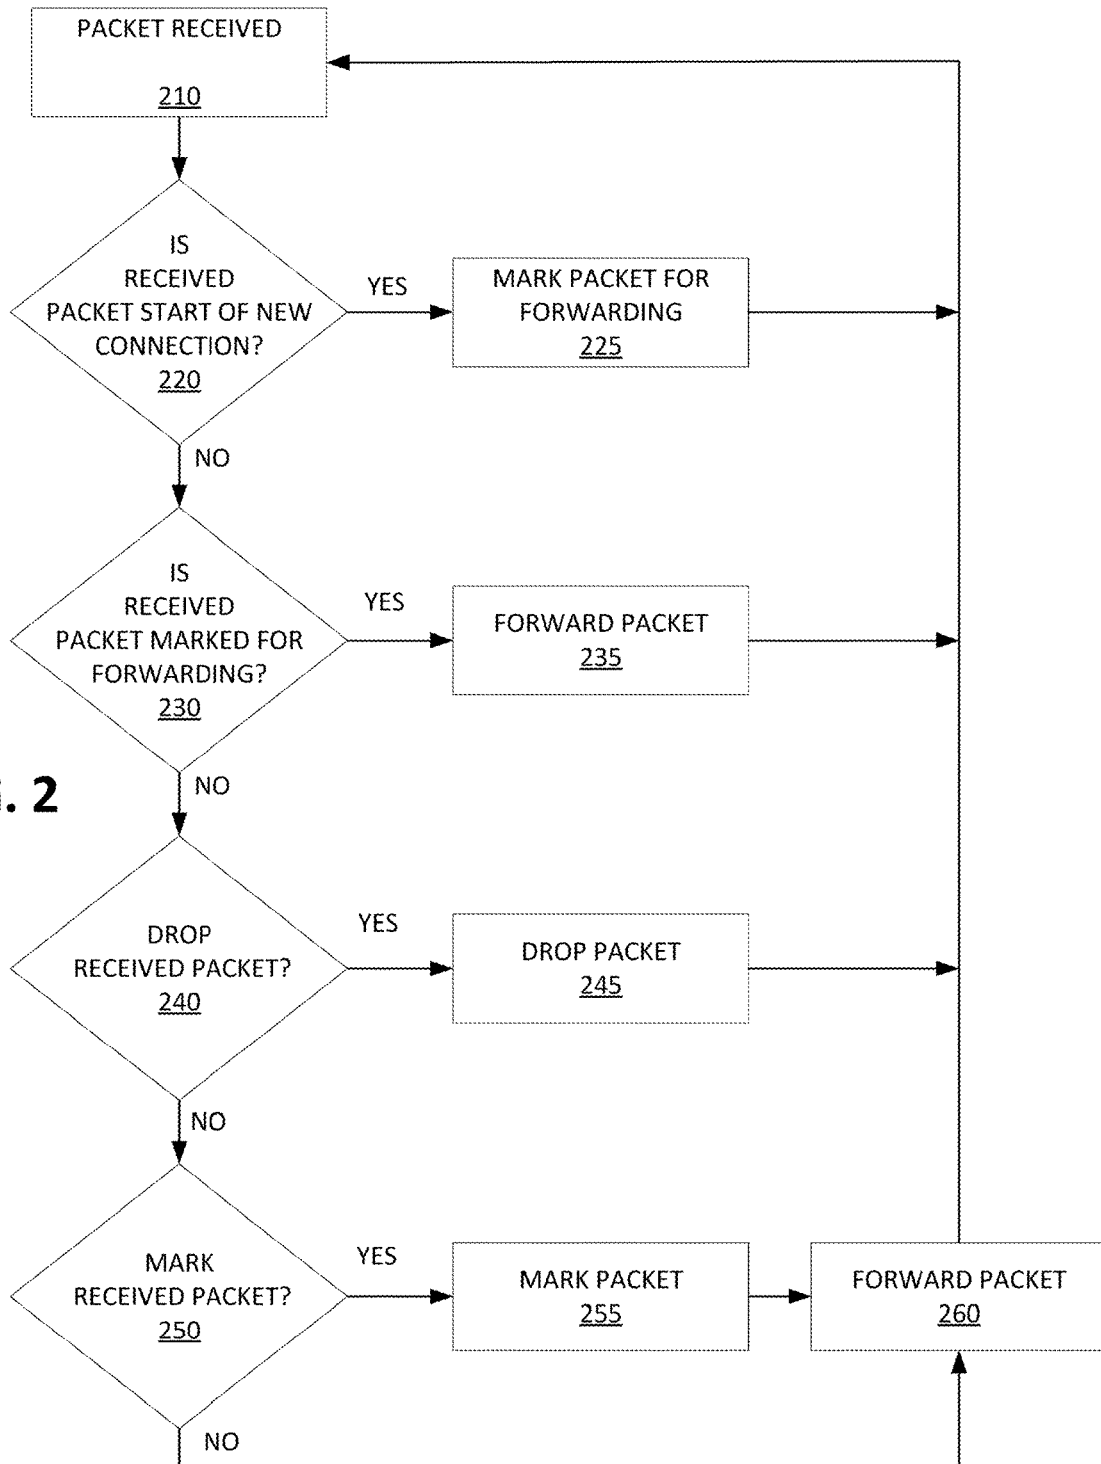 PACKET RECEIVED
210
IS
RECEIVED
PACKET START OF NEW
CONNECTION?
220
YES
MARK PACKET FOR
FORWARDING
225
NO
IS
RECEIVED
PACKET MARKED FOR
FORWARDING?
230
YES
FORWARD PACKET
235
NO
. 2
DROP
RECEIVED PACKET?
240
YES
DROP PACKET
245
NO
MARK
RECEIVED PACKET?
250
YES
MARK PACKET
255
FORWARD PACKET
260
NO